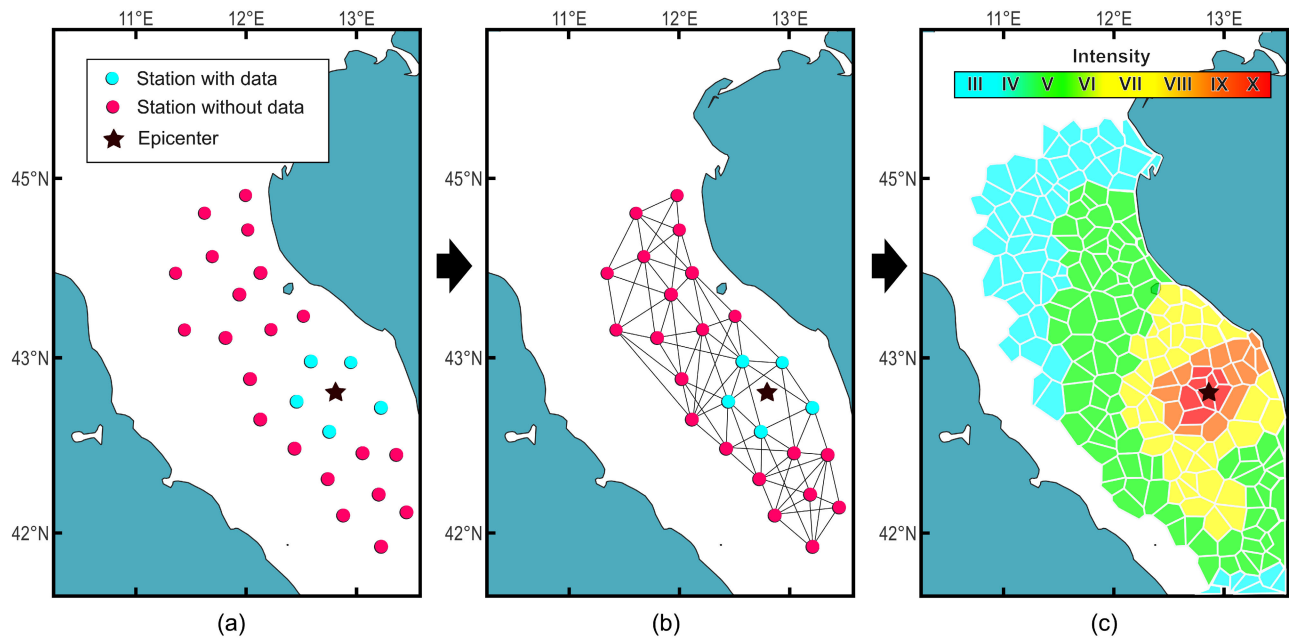 11°E 12°E 13°E
11°E 12°E 13°E
11°E 12°E 13°E
Station with data
Station without data
Epicenter
Intensity
III IV V VI VII VIII IX X
45°N
45°N
45°N
43°N
43°N
43°N
42°N
42°N
42°N
(a)
(b)
(c)